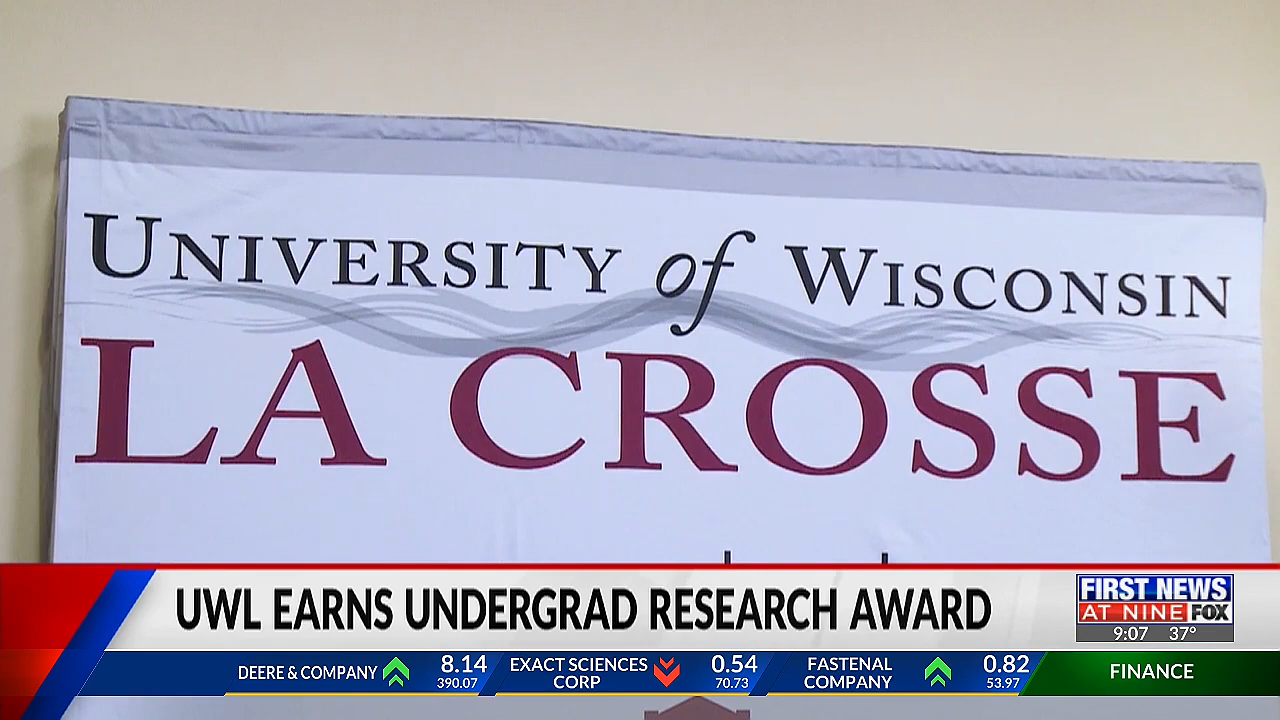 University of Wisconsin
LA CROSSE
UWL EARNS UNDERGRAD RESEARCH AWARD
FIRST NEWS
AT NINE FOX
9:07 37°
DEERE & COMPANY 8.14
390.07
EXACT SCIENCES CORP 0.54
70.73
FASTENAL COMPANY 0.82
53.97
FINANCE